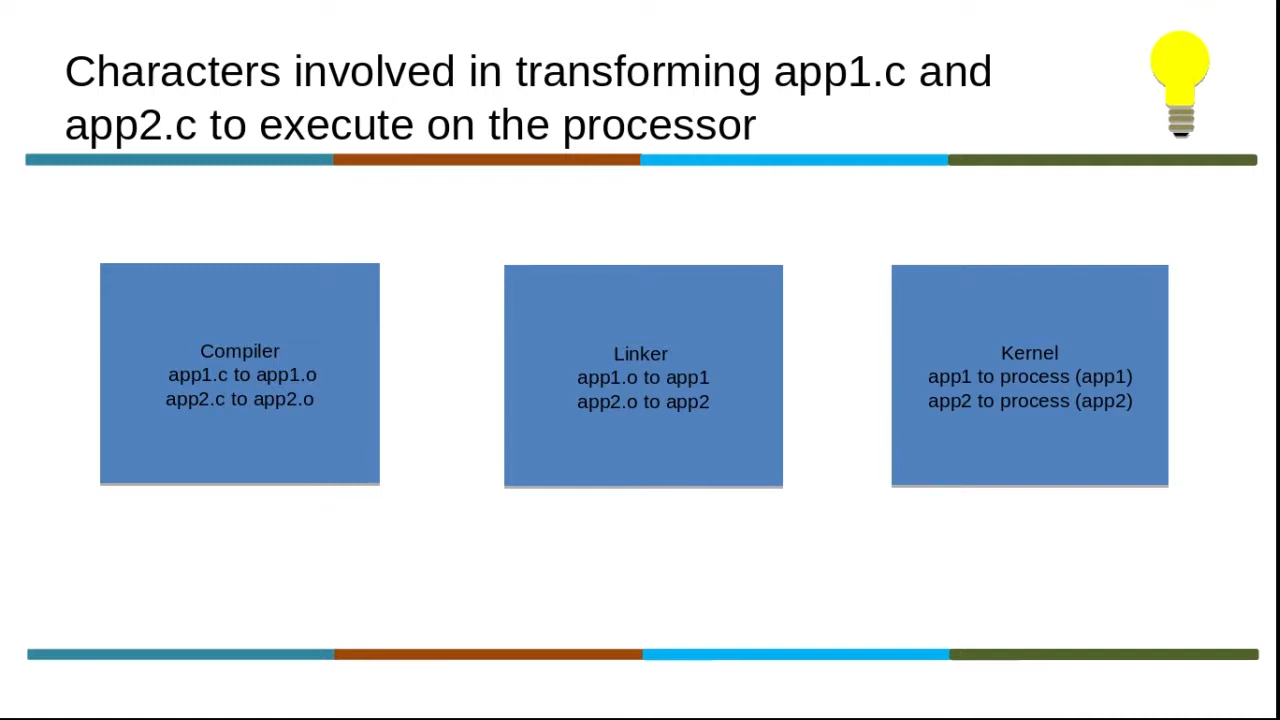 Characters involved in transforming app1.c and
app2.c to execute on the processor
Compiler
app1.c to app1.o
app2.c to app2.o
Linker
app1.o to app1
app2.o to app2
Kernel
app1 to process (app1)
app2 to process (app2)